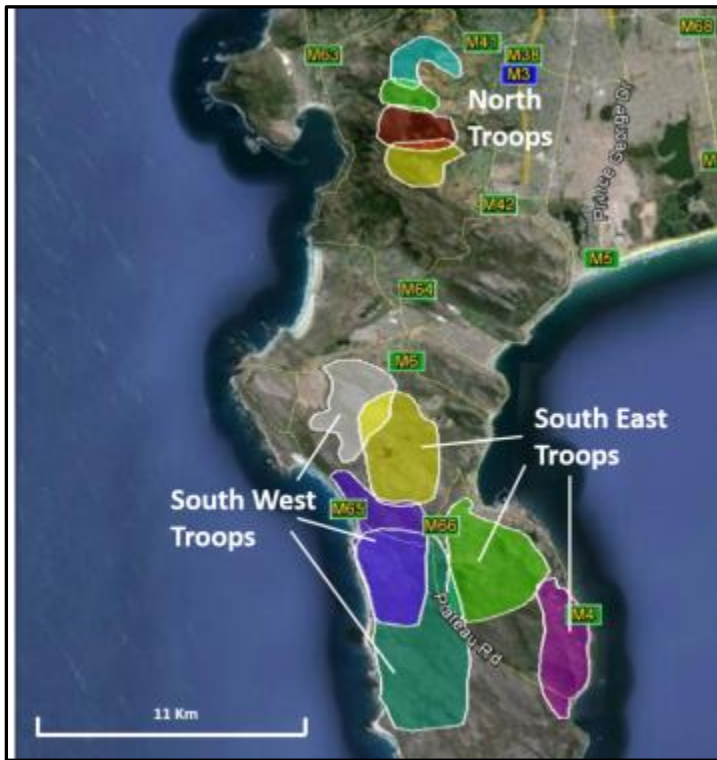 M63
M41
M38
M3
M68
North
Troops
Prince George Dr
M42
M5
M64
M6
South East
Troops
South West
Troops
M65
M66
Plateau Rd
M4
11 Km